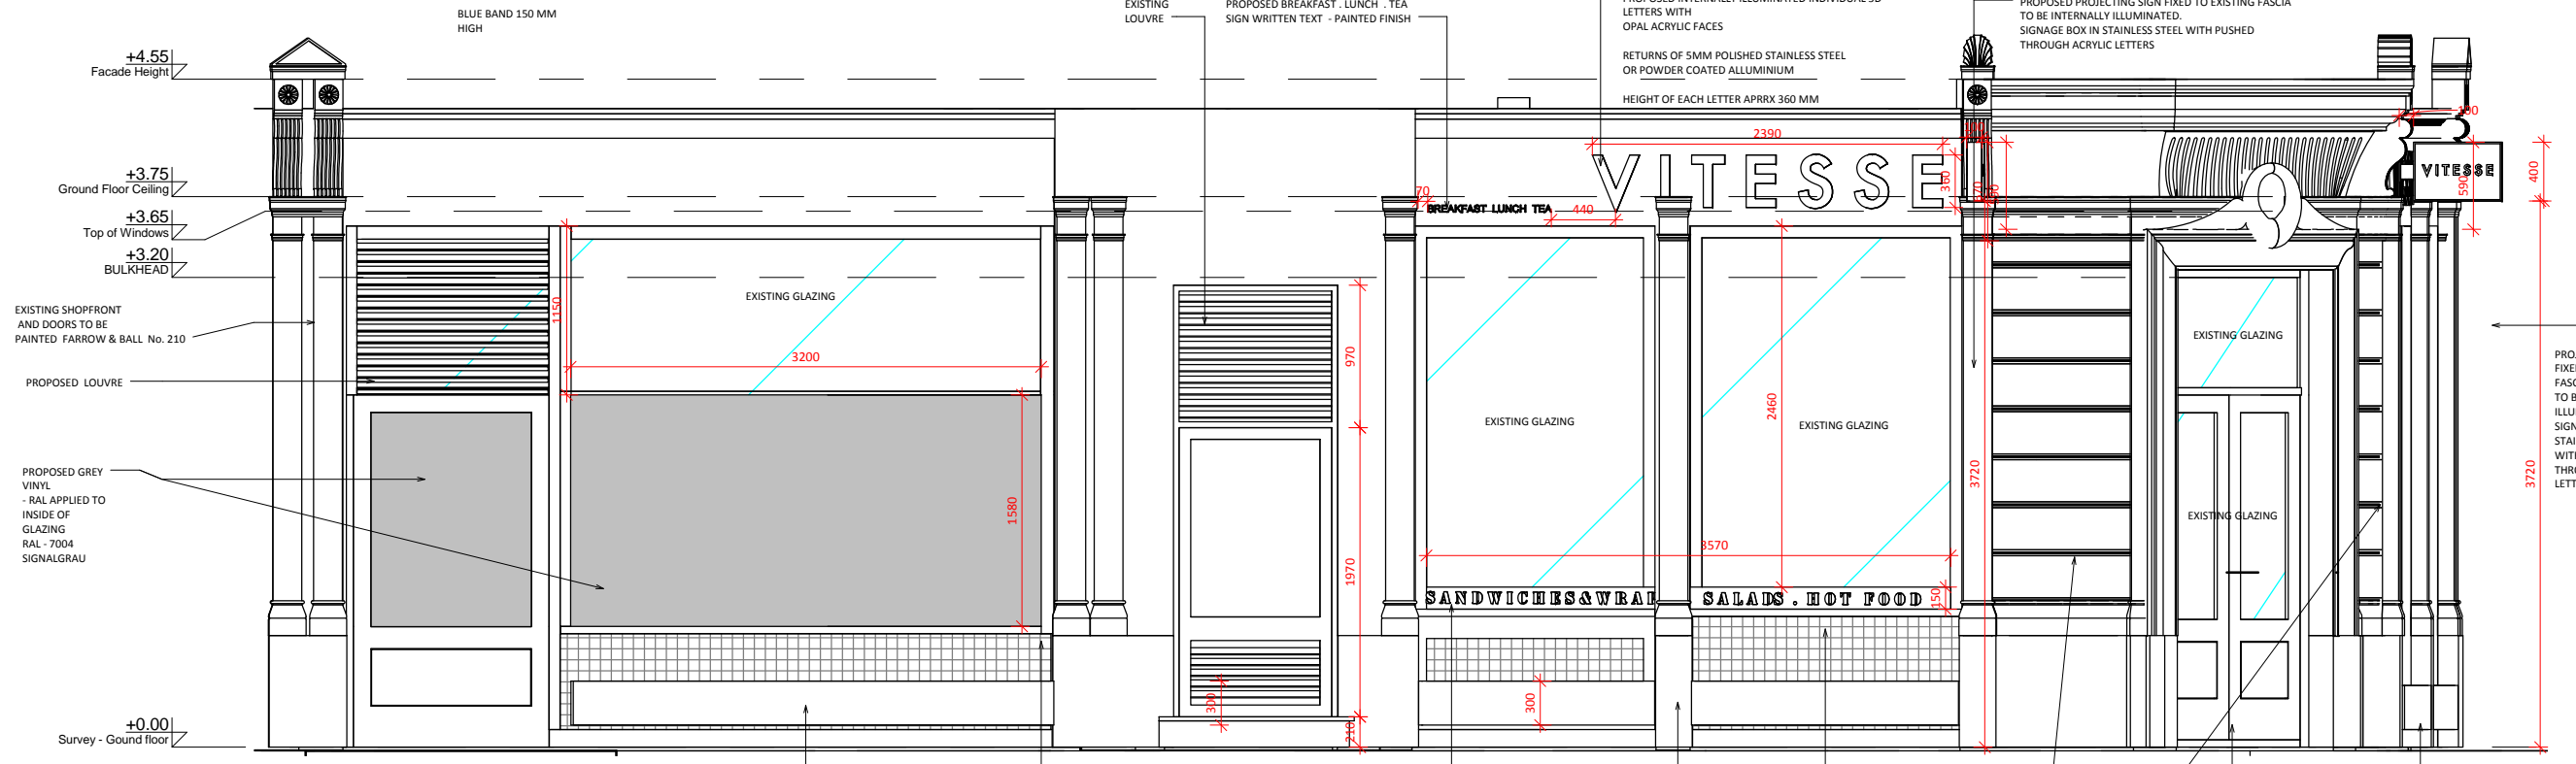 BLUE BAND 150 MM
HIGH
EXISTING
LOUVRE
PROPOSED BREAKFAST . LUNCH . TEA
SIGN WRITTEN TEXT - PAINTED FINISH
PROPOSED INTERNALLY ILLUMINATED INDIVIDUAL 3D
LETTERS WITH
OPAL ACRYLIC FACES
RETURNS OF 5MM POLISHED STAINLESS STEEL
OR POWDER COATED ALLUMINIUM
HEIGHT OF EACH LETTER APRRX 360 MM
PROPOSED PROJECTING SIGN FIXED TO EXISTING FASCIA
TO BE INTERNALLY ILLUMINATED.
SIGNAGE BOX IN STAINLESS STEEL WITH PUSHED
THROUGH ACRYLIC LETTERS
+4.55
Facade Height
+3.75
Ground Floor Ceiling
+3.65
Top of Windows
+3.20
BULKHEAD
EXISTING SHOPFRONT
AND DOORS TO BE
PAINTED FARROW & BALL No. 210
PROPOSED LOUVRE
PROPOSED GREY
VINYL
- RAL APPLIED TO
INSIDE OF
GLAZING
RAL - 7004
SIGNALGRAU
+0.00
Survey - Gound floor
1150
EXISTING GLAZING
3200
1580
970
1970
300
210
70
BREAKFAST LUNCH TEA
440
2390
VITESSE
360
EXISTING GLAZING
EXISTING GLAZING
2460
3570
SANDWICHES&WRAP
SALADS . HOT FOOD
150
300
3720
EXISTING GLAZING
EXISTING GLAZING
100
VITESSE
590
400
3720